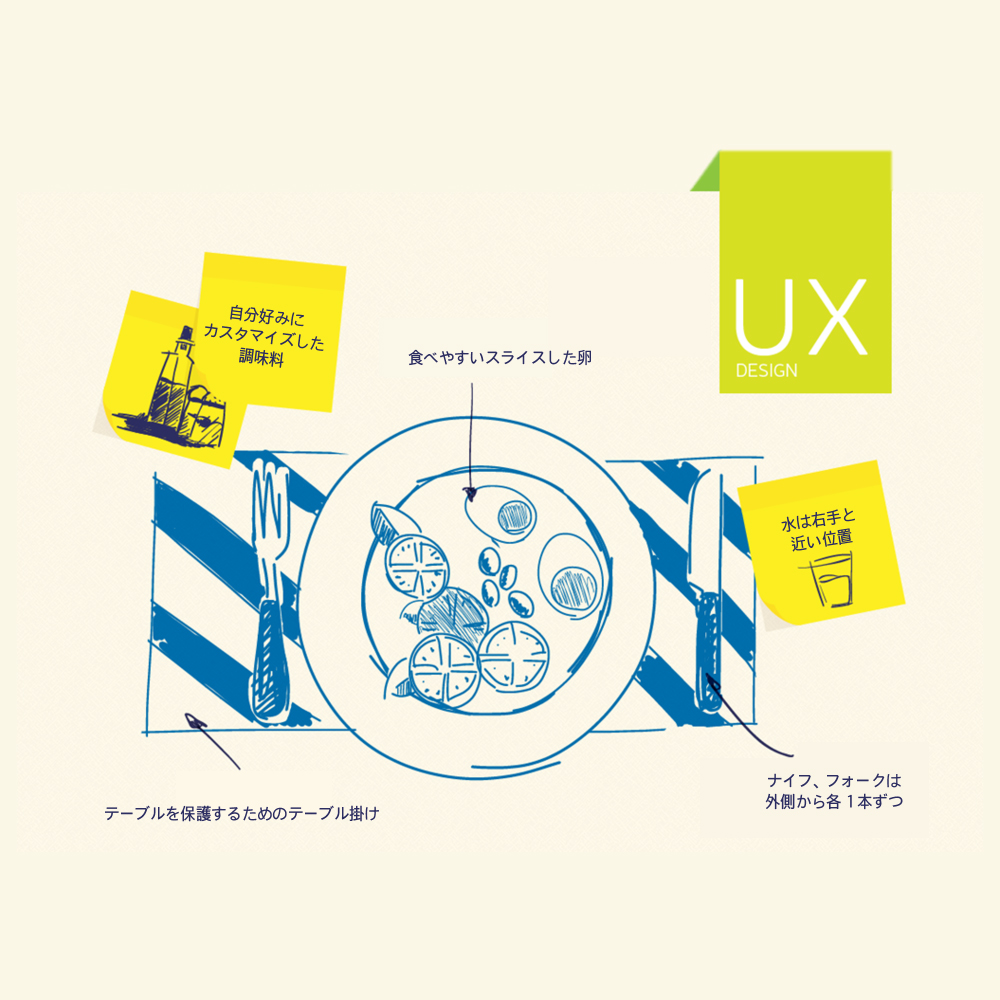 UX
DESIGN
自分好みに
カスタマイズした
調味料
食べやすいスライスした卵
水は右手と
近い位置
ナイフ、フォークは
外側から各1本ずつ
テーブルを保護するためのテーブル掛け